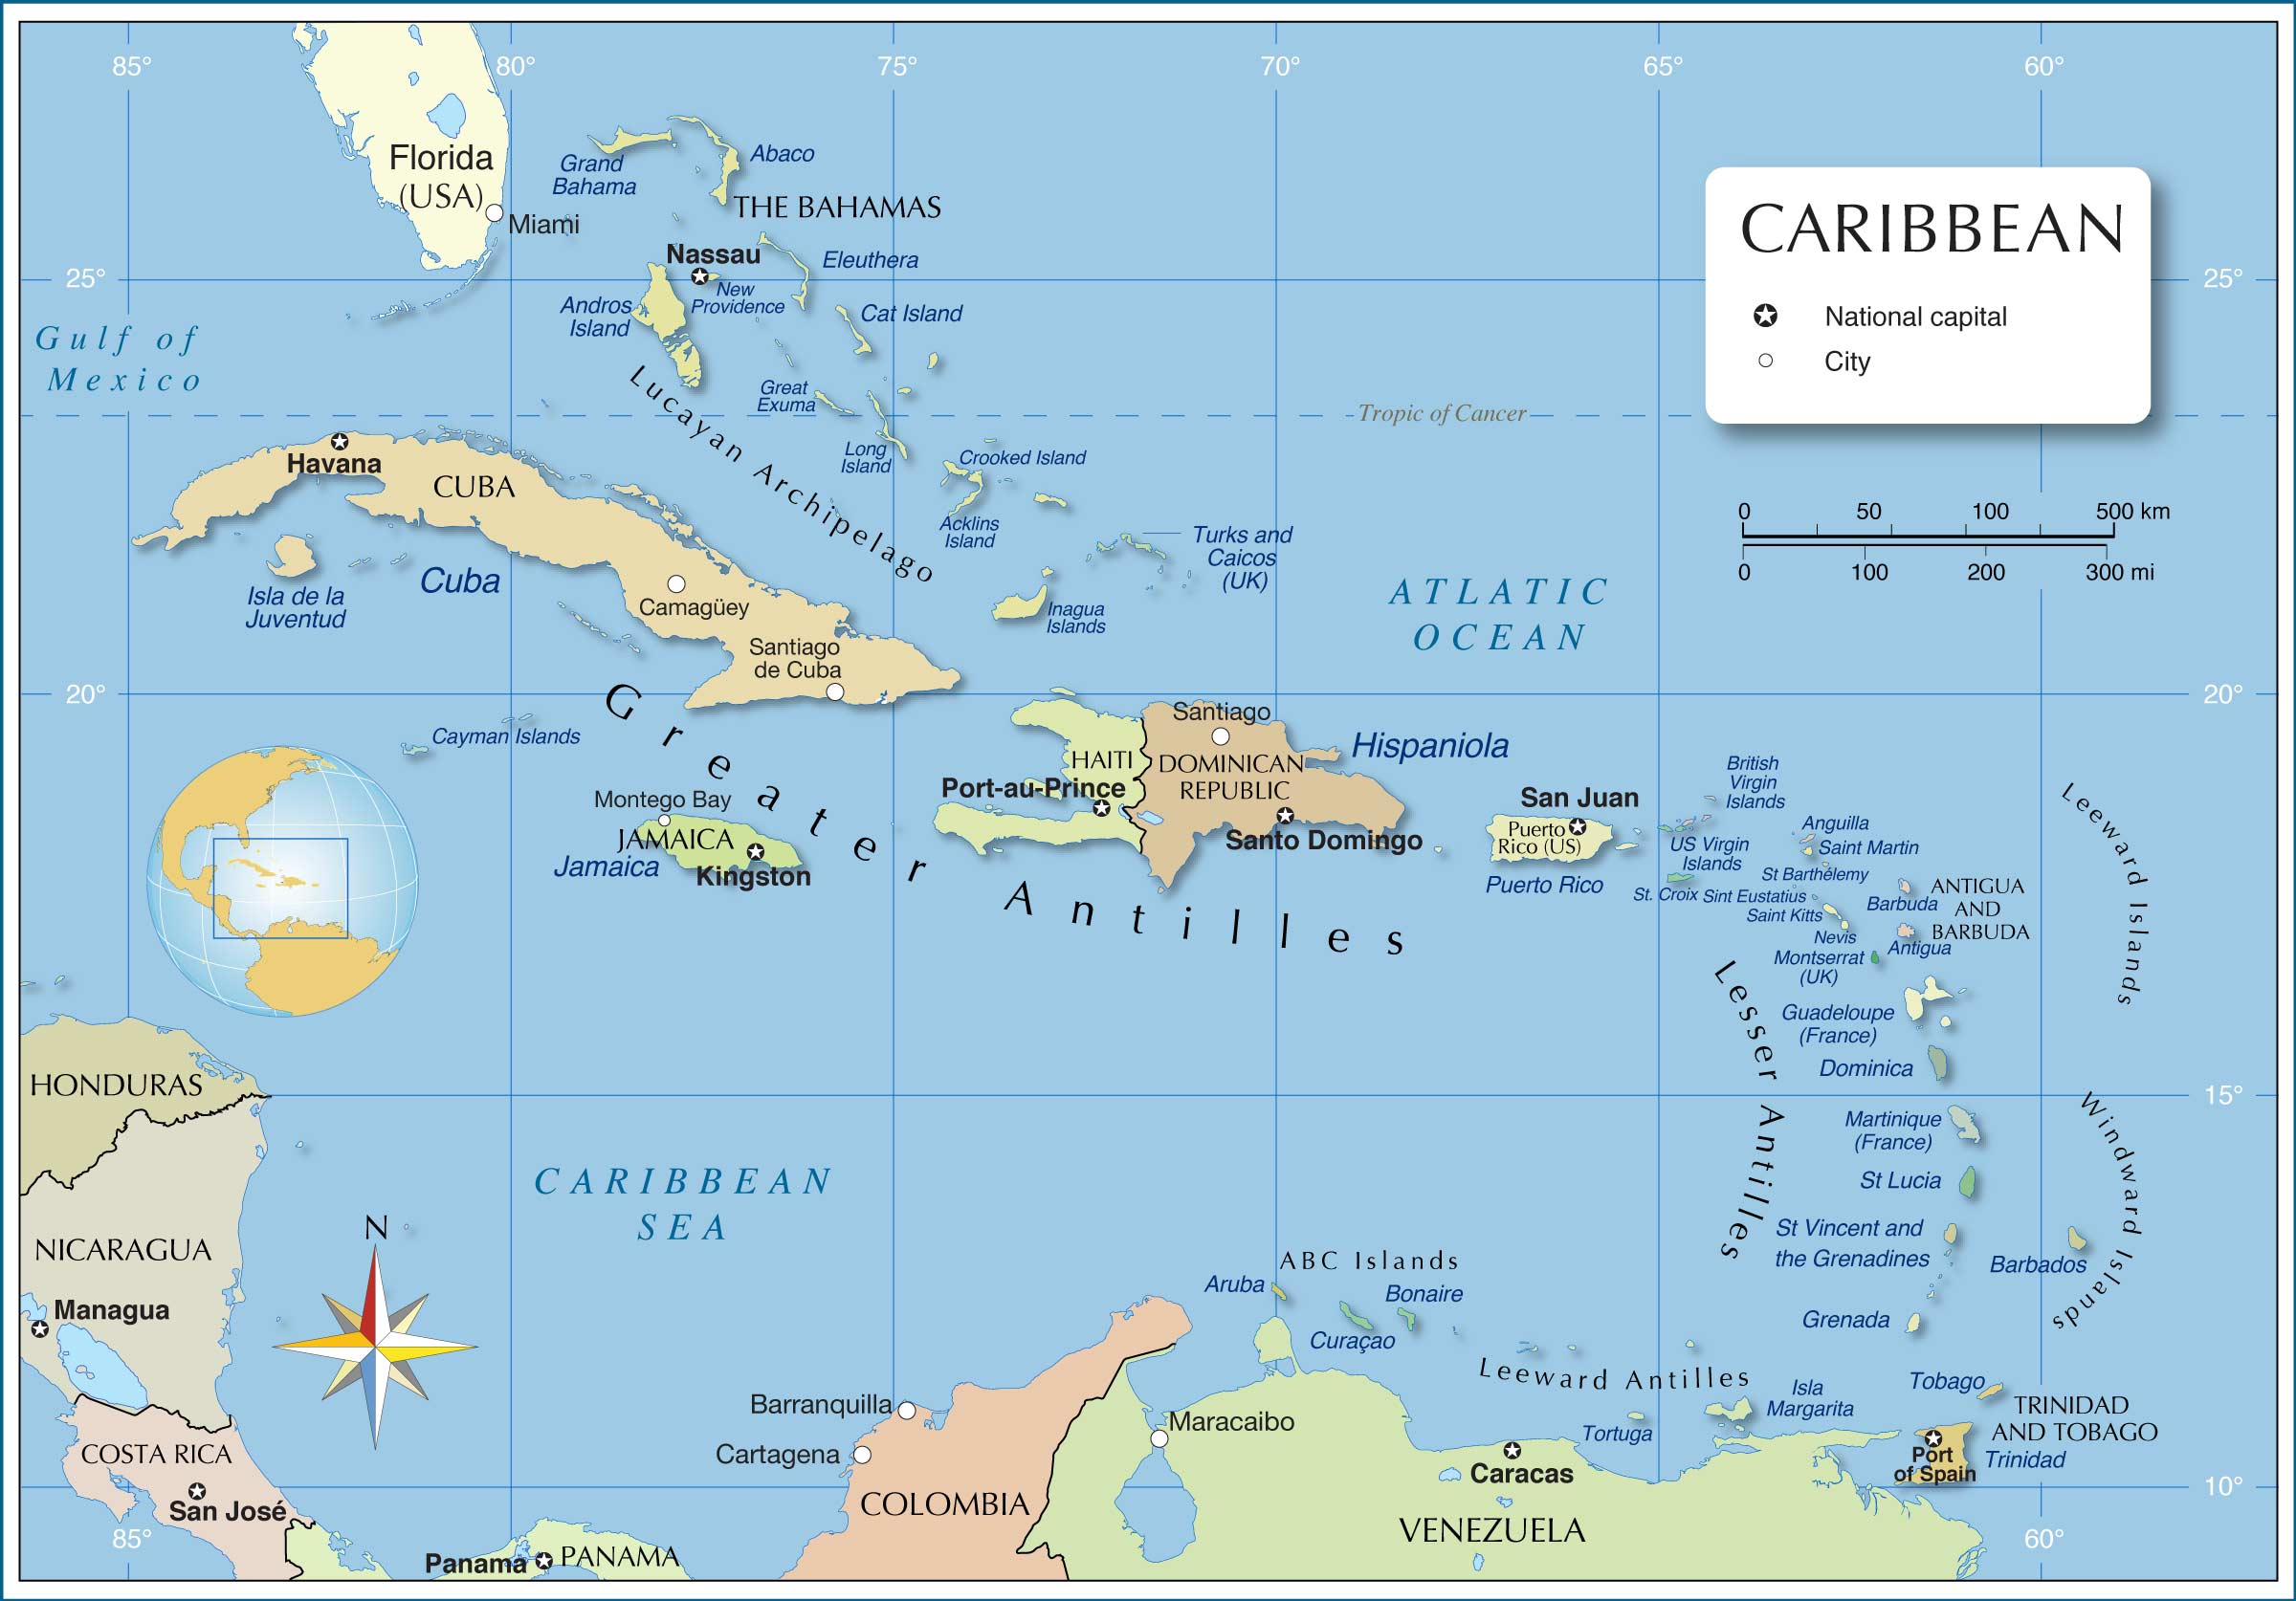 85°
80°
75°
70°
65°
60°
Florida
(USA)
Miami
Grand
Bahama
Abaco
THE BAHAMAS
Nassau
New
Providence
Eleuthera
Andros
Island
Cat Island
25°
25°
CARIBBEAN
National capital
City
Gulf of
Mexico
Great
Exuma
Tropic of Cancer
Lucayan Archipelago
Long
Island
Crooked Island
Acklins
Island
Havana
CUBA
Isla de la
Juventud
Cuba
Camagüey
Santiago
de Cuba
Turks and
Caicos
(UK)
Inagua
Islands
0 50 100 500 km
0 100 200 300 mi
ATLATIC
OCEAN
20°
20°
Cayman Islands
Greater Antilles
Montego Bay
JAMAICA
Jamaica
Kingston
HAITI
Port-au-Prince
Santiago
DOMINICAN
REPUBLIC
Santo Domingo
Hispaniola
San Juan
Puerto
Rico (US)
Puerto Rico
British
Virgin
Islands
US Virgin
Islands
St. Croix
Anguilla
Saint Martin
St Barthélemy
Sint Eustatius
Saint Kitts
Nevis
Barbuda
ANTIGUA
AND
BARBUDA
Antigua
Montserrat
(UK)
Leeward Islands
Lesser Antilles
Guadeloupe
(France)
Dominica
15°
Martinique
(France)
St Lucia
St Vincent and
the Grenadines
Barbados
Grenada
Windward Islands
HONDURAS
NICARAGUA
Managua
N
CARIBBEAN
SEA
ABC Islands
Aruba
Curaçao
Bonaire
Leeward Antilles
Tortuga
Isla
Margarita
Tobago
TRINIDAD
AND TOBAGO
Trinidad
Port
of Spain
COSTA RICA
San José
Panama
PANAMA
Barranquilla
Cartagena
COLOMBIA
Maracaibo
Caracas
VENEZUELA
10°
85°
60°